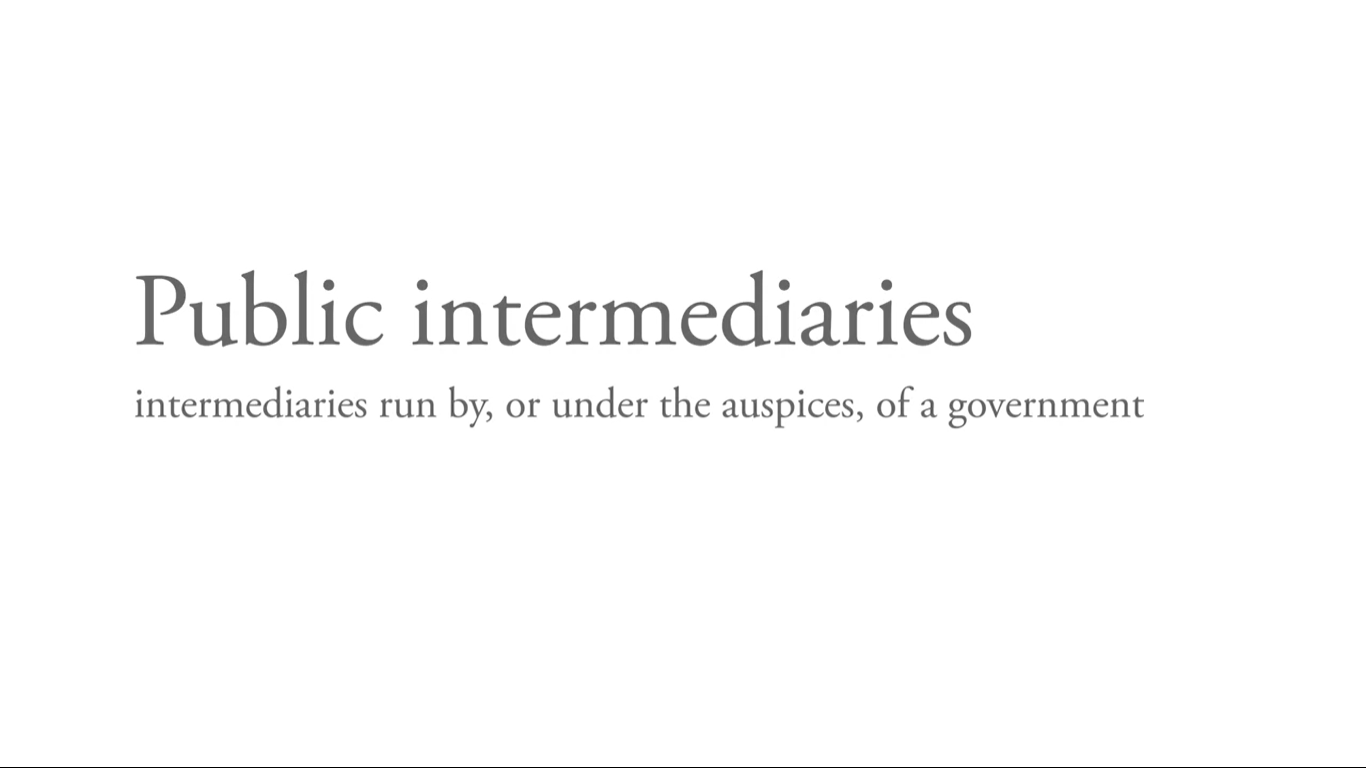 Public intermediaries
intermediaries run by, or under the auspices, of a government